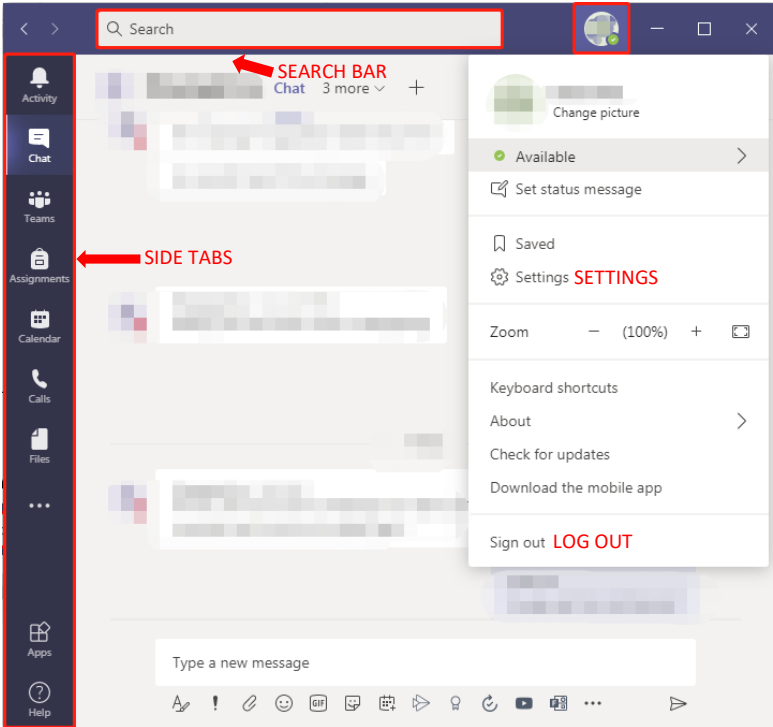 Search
SEARCH BAR
Activity
Chat
Teams
Assignments
Calendar
Calls
Files
Apps
Help
SIDE TABS
Chat 3 more
Change picture
Available
Set status message
Saved
Settings SETTINGS
Zoom − (100%) +
Keyboard shortcuts
About
Check for updates
Download the mobile app
Sign out LOG OUT
Type a new message
GIF